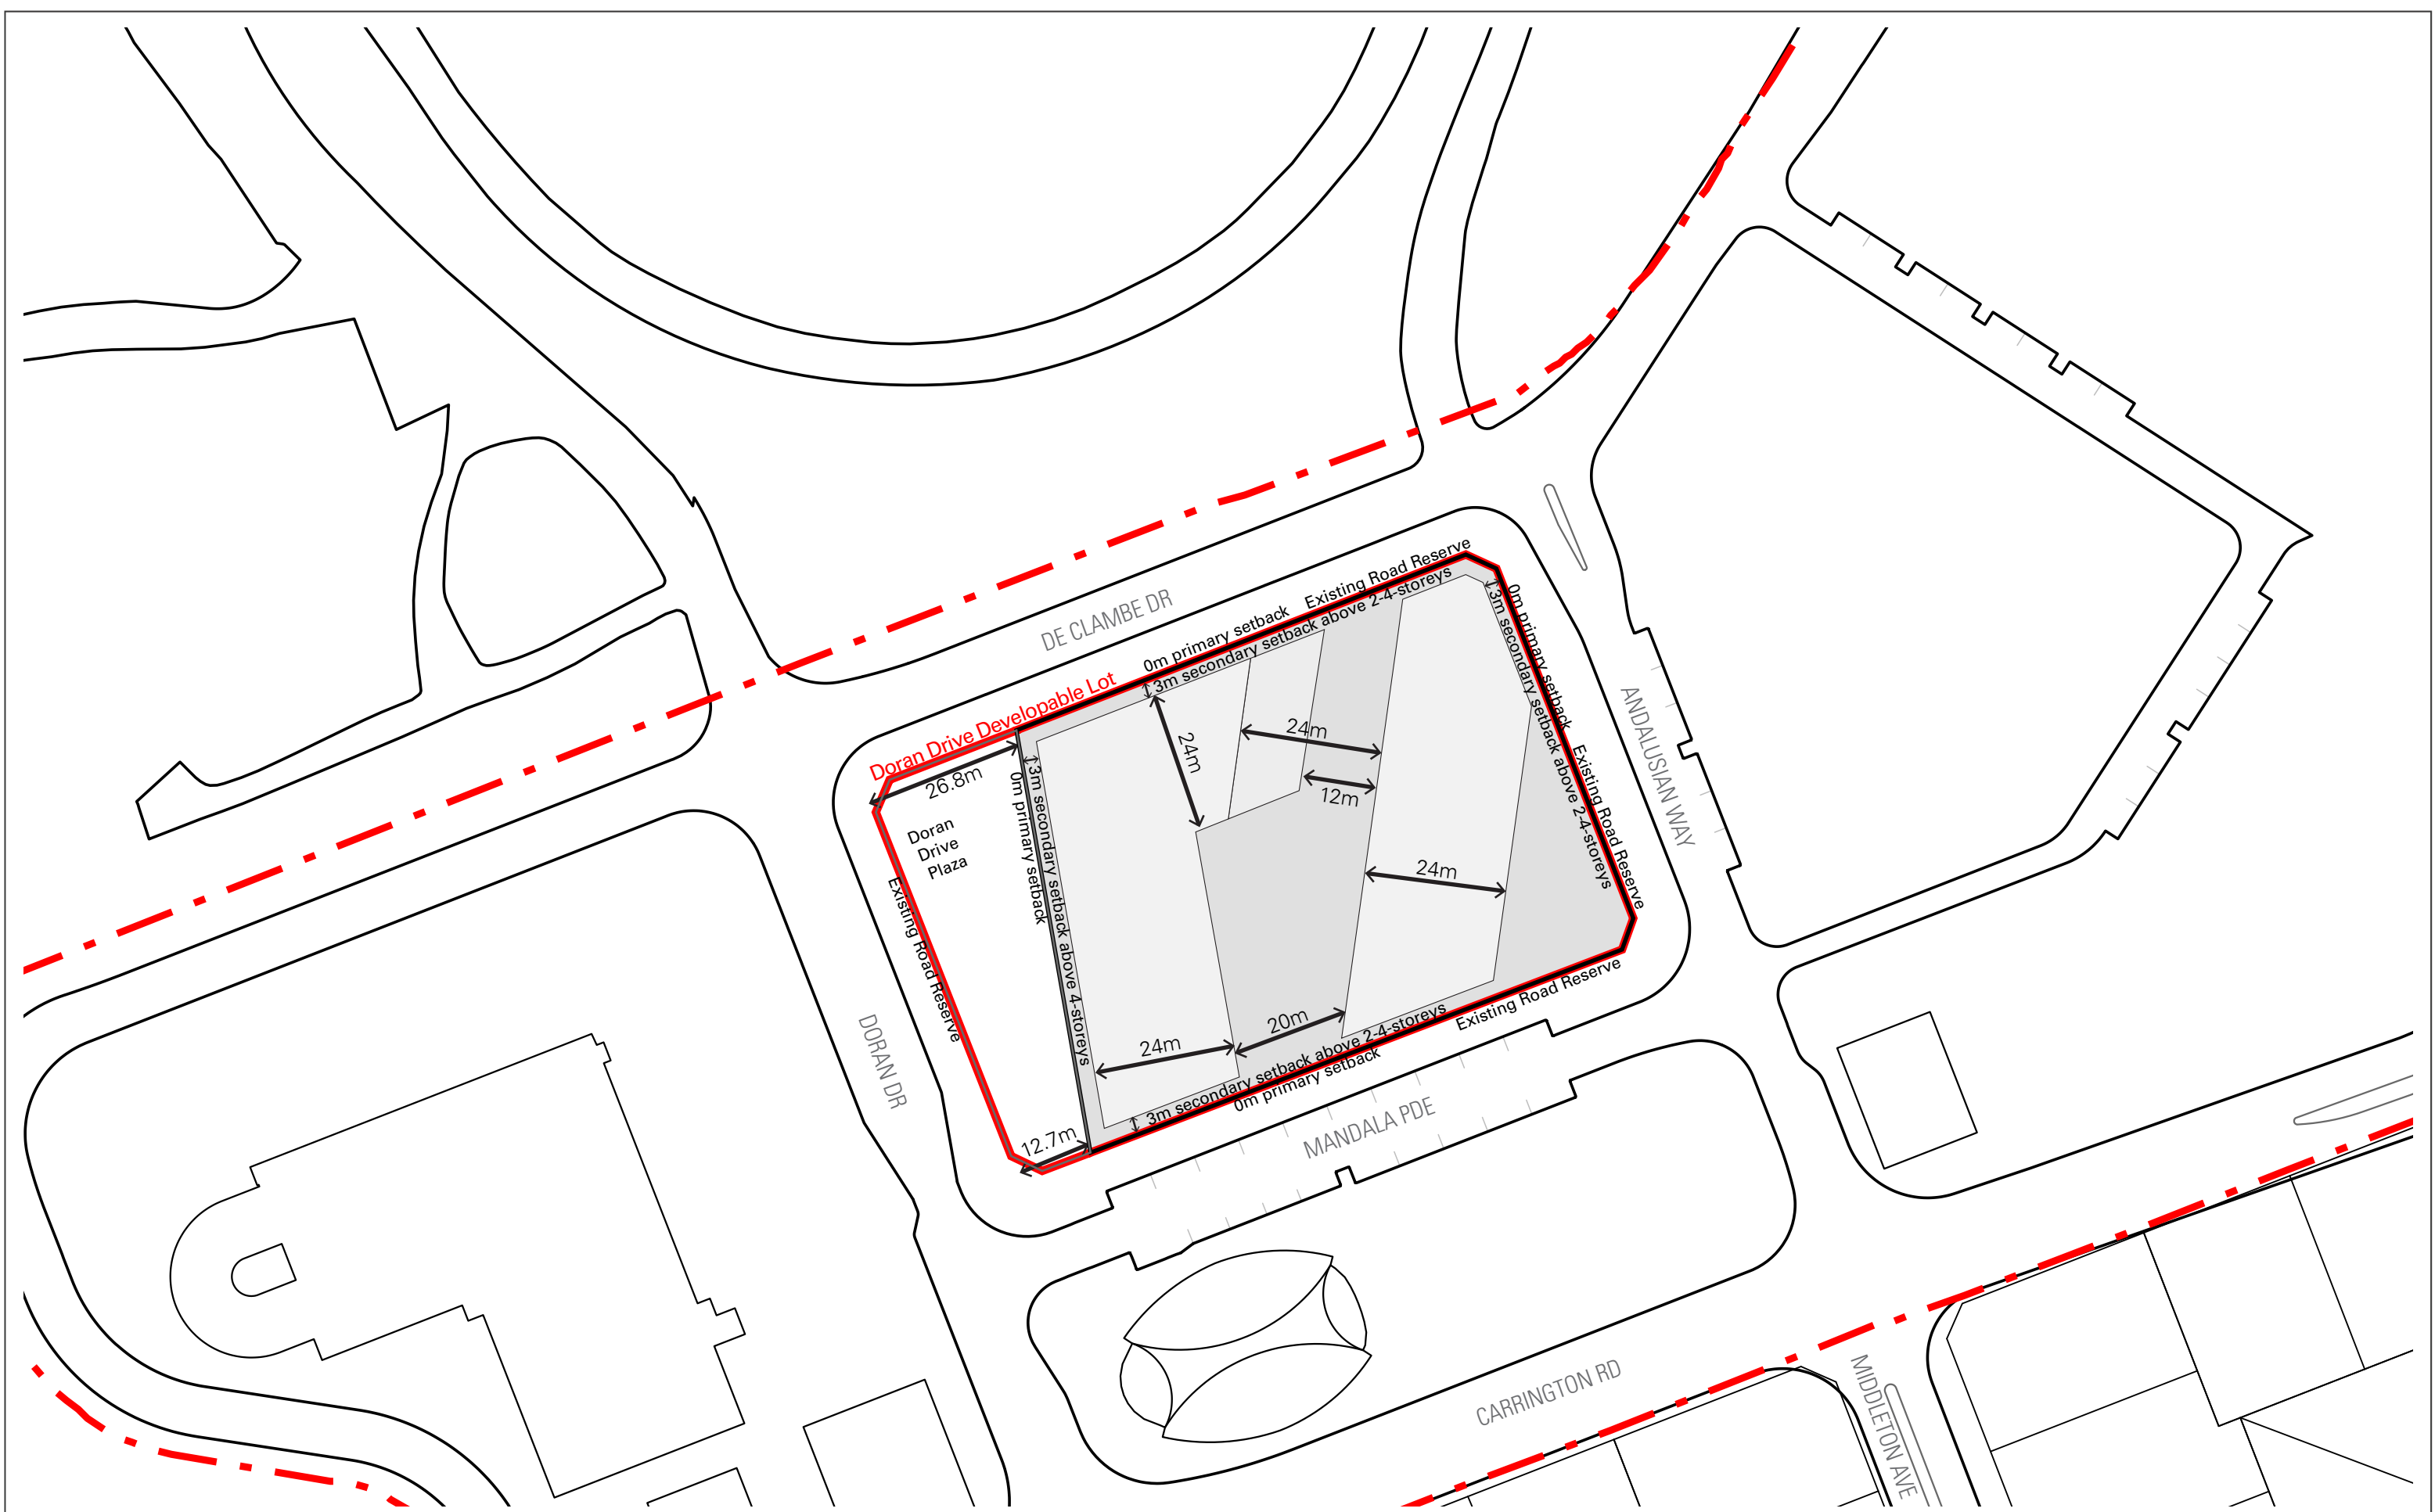 DE CLAMBE DR
Existing Road Reserve
0m primary setback
3m secondary setback above 2-4-storeys
Doran Drive Developable Lot
26.8m
Doran
Drive
Plaza
Existing Road Reserve
0m primary setback
3m secondary setback above 4-storeys
24m
24m
12m
24m
24m
20m
12.7m
3m secondary setback above 2-4-storeys
0m primary setback
Existing Road Reserve
0m primary setback
3m secondary setback above 2-4-storeys
Existing Road Reserve
ANDALUSIAN WAY
DORAN DR
MANDALA PDE
CARRINGTON RD
MIDDLETON AVE